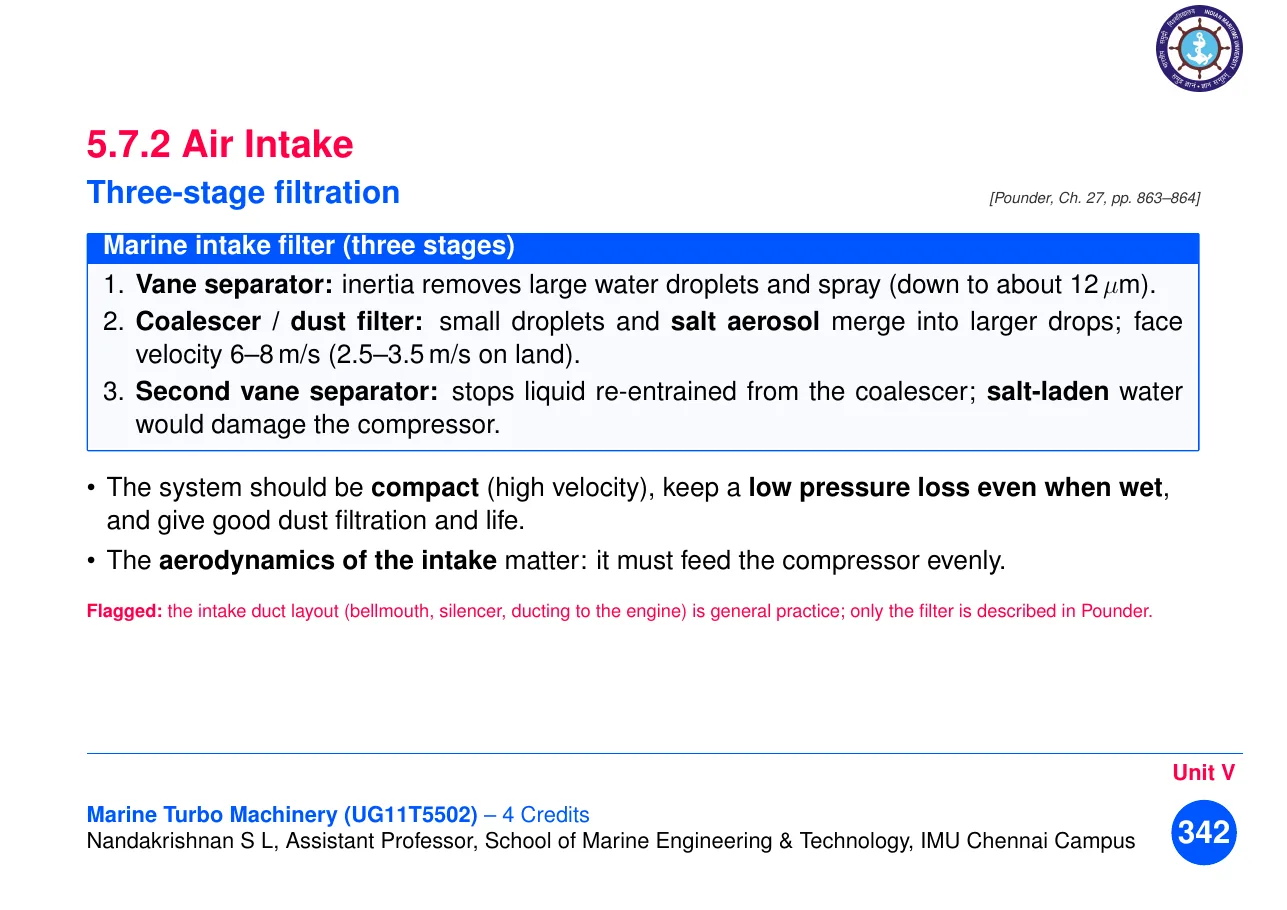 INDIAN MARITIME UNIVERSITY
5.7.2 Air Intake
Three-stage filtration
[Pounder, Ch. 27, pp. 863–864]
Marine intake filter (three stages)
1. Vane separator: inertia removes large water droplets and spray (down to about 12 μm).
2. Coalescer / dust filter: small droplets and salt aerosol merge into larger drops; face
velocity 6–8 m/s (2.5–3.5 m/s on land).
3. Second vane separator: stops liquid re-entrained from the coalescer; salt-laden water
would damage the compressor.
• The system should be compact (high velocity), keep a low pressure loss even when wet,
and give good dust filtration and life.
• The aerodynamics of the intake matter: it must feed the compressor evenly.
Flagged: the intake duct layout (bellmouth, silencer, ducting to the engine) is general practice; only the filter is described in Pounder.
Unit V
Marine Turbo Machinery (UG11T5502) – 4 Credits
Nandakrishnan S L, Assistant Professor, School of Marine Engineering & Technology, IMU Chennai Campus
342